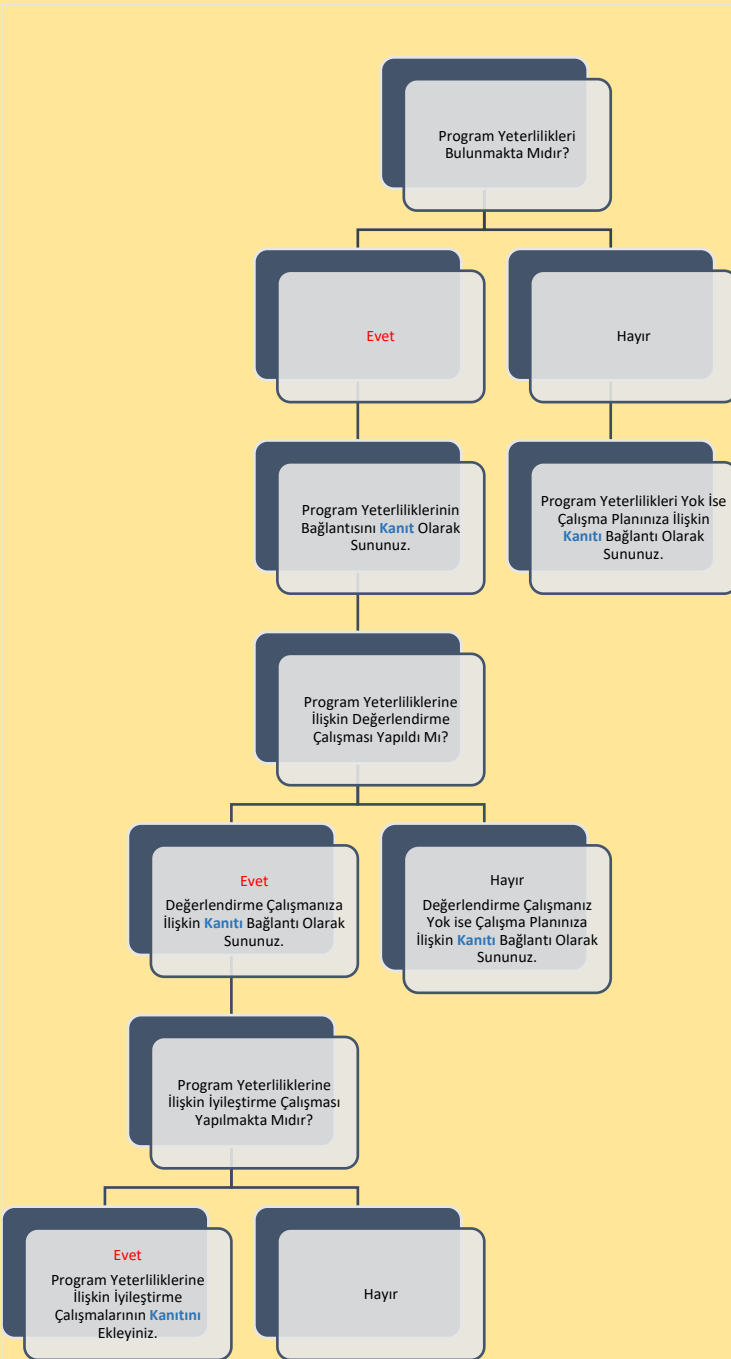 Program Yeterlilikleri
Bulunmakta Mıdır?
Evet
Hayır
Program Yeterliliklerinin
Bağlantısını Kanıt Olarak
Sununuz.
Program Yeterlilikleri Yok İse
Çalışma Planınıza İlişkin
Kanıtı Bağlantı Olarak
Sununuz.
Program Yeterliliklerine
İlişkin Değerlendirme
Çalışması Yapıldı Mı?
Evet
Değerlendirme Çalışmanıza
İlişkin Kanıtı Bağlantı Olarak
Sununuz.
Hayır
Değerlendirme Çalışmanız
Yok ise Çalışma Planınıza
İlişkin Kanıtı Bağlantı Olarak
Sununuz.
Program Yeterliliklerine
İlişkin İyileştirme Çalışması
Yapılmakta Mıdır?
Evet
Program Yeterliliklerine
İlişkin İyileştirme
Çalışmalarının Kanıtını
Ekleyiniz.
Hayır